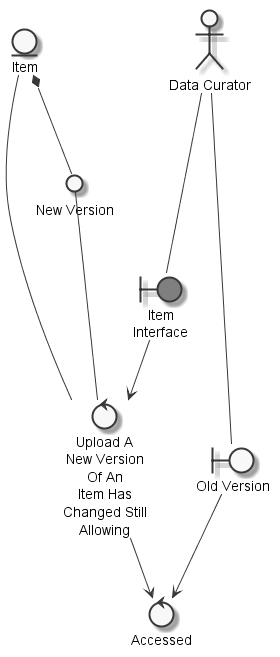 Item
Data Curator
New Version
Item
Interface
Upload A
New Version
Of An
Item Has
Changed Still
Allowing
Old Version
Accessed